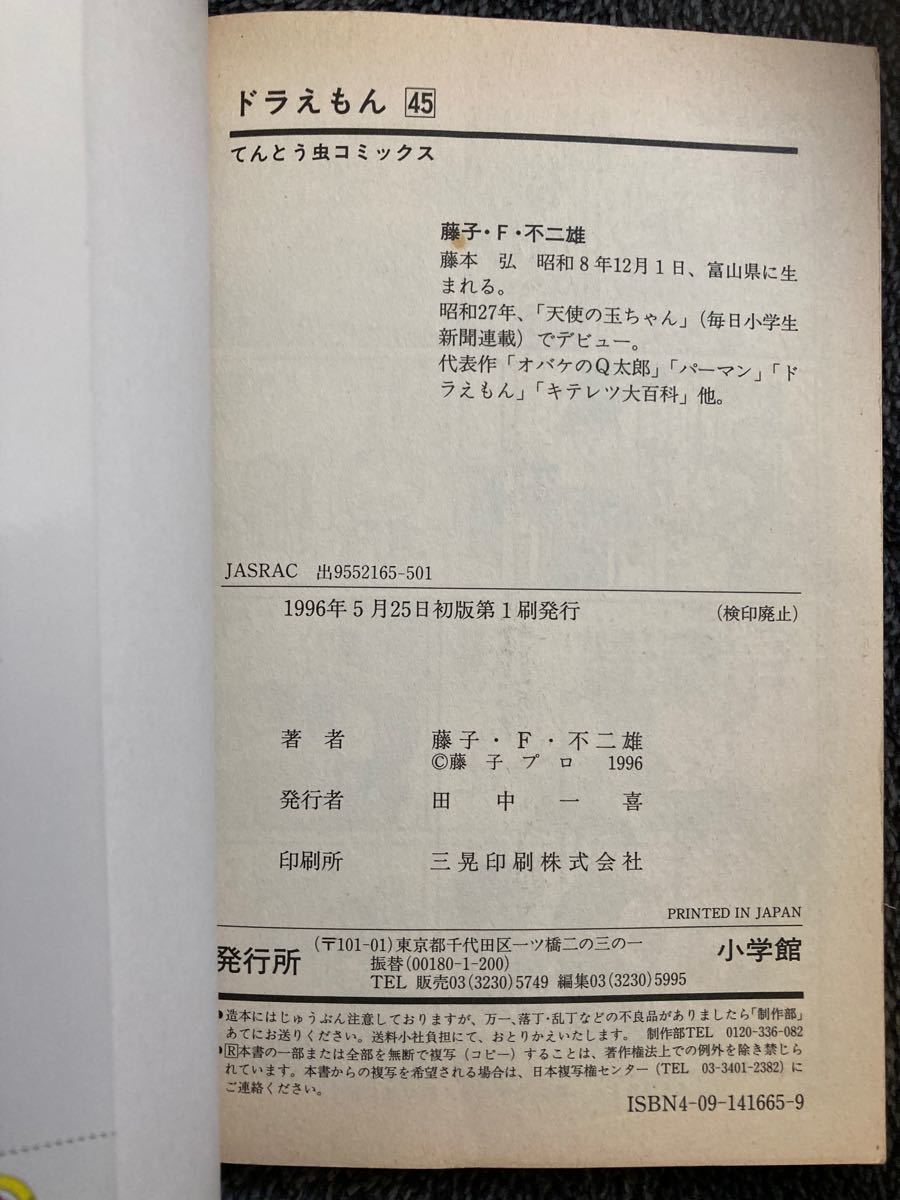 ドラえもん 45
てんとう虫コミックス
藤子・F・不二雄
藤本 弘 昭和8年12月1日、富山県に生
まれる。
昭和27年、「天使の玉ちゃん」(毎日小学生
新聞連載)でデビュー。
代表作「オバケのQ太郎」「パーマン」「ド
ラえもん」「キテレツ大百科」他。
JASRAC 出9552165-501
1996年5月25日初版第1刷発行 (検印廃止)
著者 藤子・F・不二雄
©藤子プロ 1996
発行者 田中一喜
印刷所 三晃印刷株式会社
PRINTED IN JAPAN
発行所 (〒101-01)東京都千代田区一ツ橋二の三の一 小学館
振替(00180-1-200)
TEL 販売03(3230)5749 編集03(3230)5995
●造本にはじゅうぶん注意しておりますが、万一、落丁・乱丁などの不良品がありましたら「制作部」
あてにお送りください。送料小社負担にて、おとりかえいたします。 制作部TEL 0120-336-082
●R本書の一部または全部を無断で複写(コピー)することは、著作権法上での例外を除き禁じら
れています。本書からの複写を希望される場合は、日本複写権センター(TEL 03-3401-2382)に
ご連絡ください。
ISBN4-09-141665-9